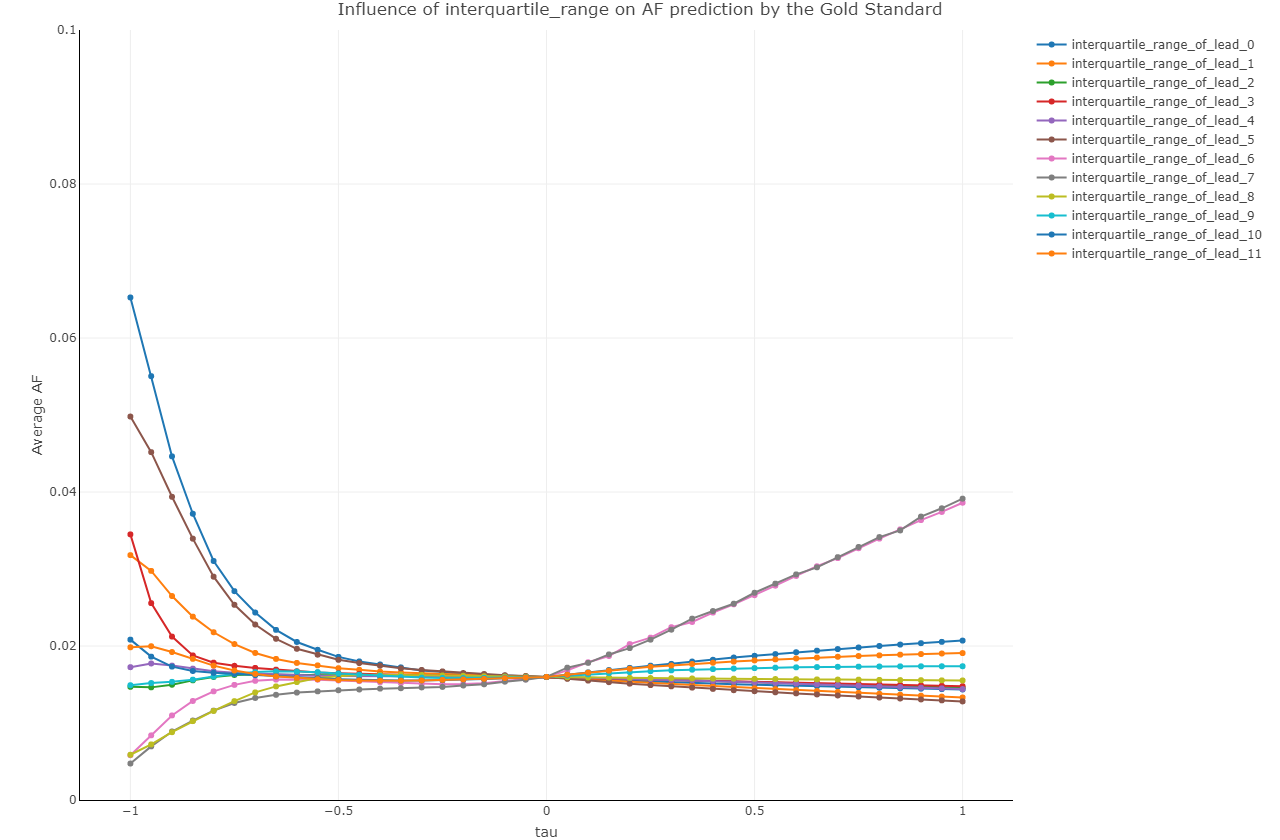 Influence of interquartile_range on AF prediction by the Gold Standard
0.1
0.08
0.06
0.04
0.02
0
Average AF
−1
−0.5
0
0.5
1
tau
interquartile_range_of_lead_0
interquartile_range_of_lead_1
interquartile_range_of_lead_2
interquartile_range_of_lead_3
interquartile_range_of_lead_4
interquartile_range_of_lead_5
interquartile_range_of_lead_6
interquartile_range_of_lead_7
interquartile_range_of_lead_8
interquartile_range_of_lead_9
interquartile_range_of_lead_10
interquartile_range_of_lead_11